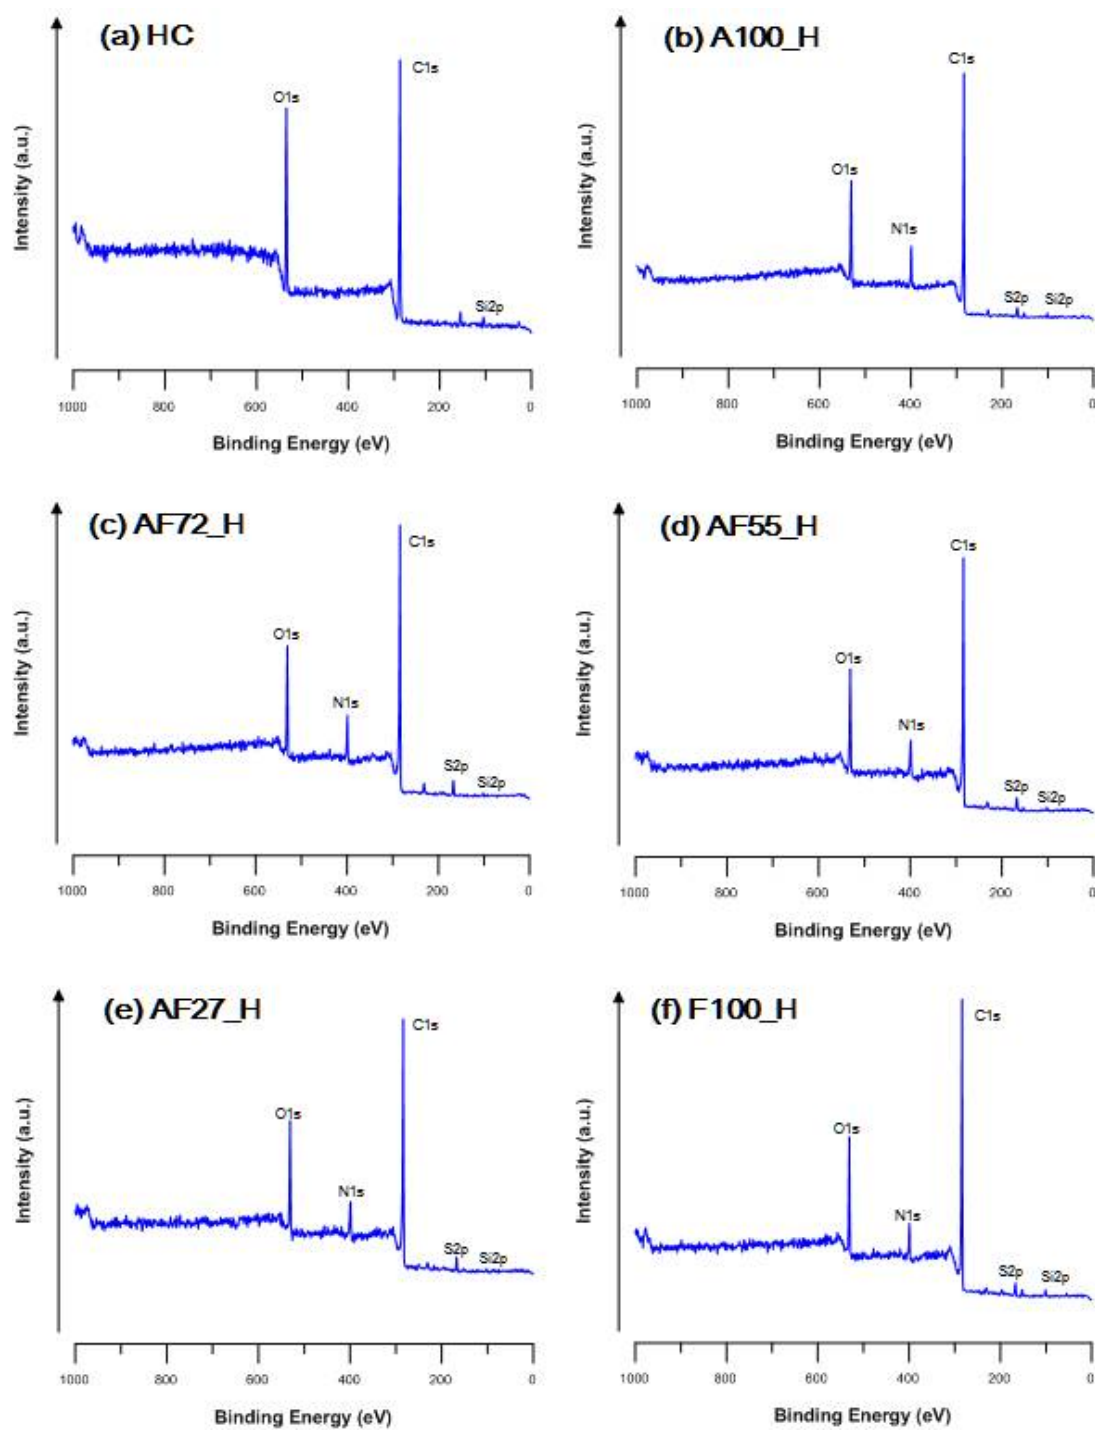 (a) HC
C1s
O1s
Si2p
Intensity (a.u.)
1000 800 600 400 200 0
Binding Energy (eV)
(b) A100_H
C1s
O1s
N1s
S2p Si2p
Intensity (a.u.)
1000 800 600 400 200 0
Binding Energy (eV)
(c) AF72_H
C1s
O1s
N1s
S2p
Si2p
Intensity (a.u.)
1000 800 600 400 200 0
Binding Energy (eV)
(d) AF55_H
C1s
O1s
N1s
S2p Si2p
Intensity (a.u.)
1000 800 600 400 200 0
Binding Energy (eV)
(e) AF27_H
C1s
O1s
N1s
S2p Si2p
Intensity (a.u.)
1000 800 600 400 200 0
Binding Energy (eV)
(f) F100_H
C1s
O1s
N1s
S2p Si2p
Intensity (a.u.)
1000 800 600 400 200 0
Binding Energy (eV)